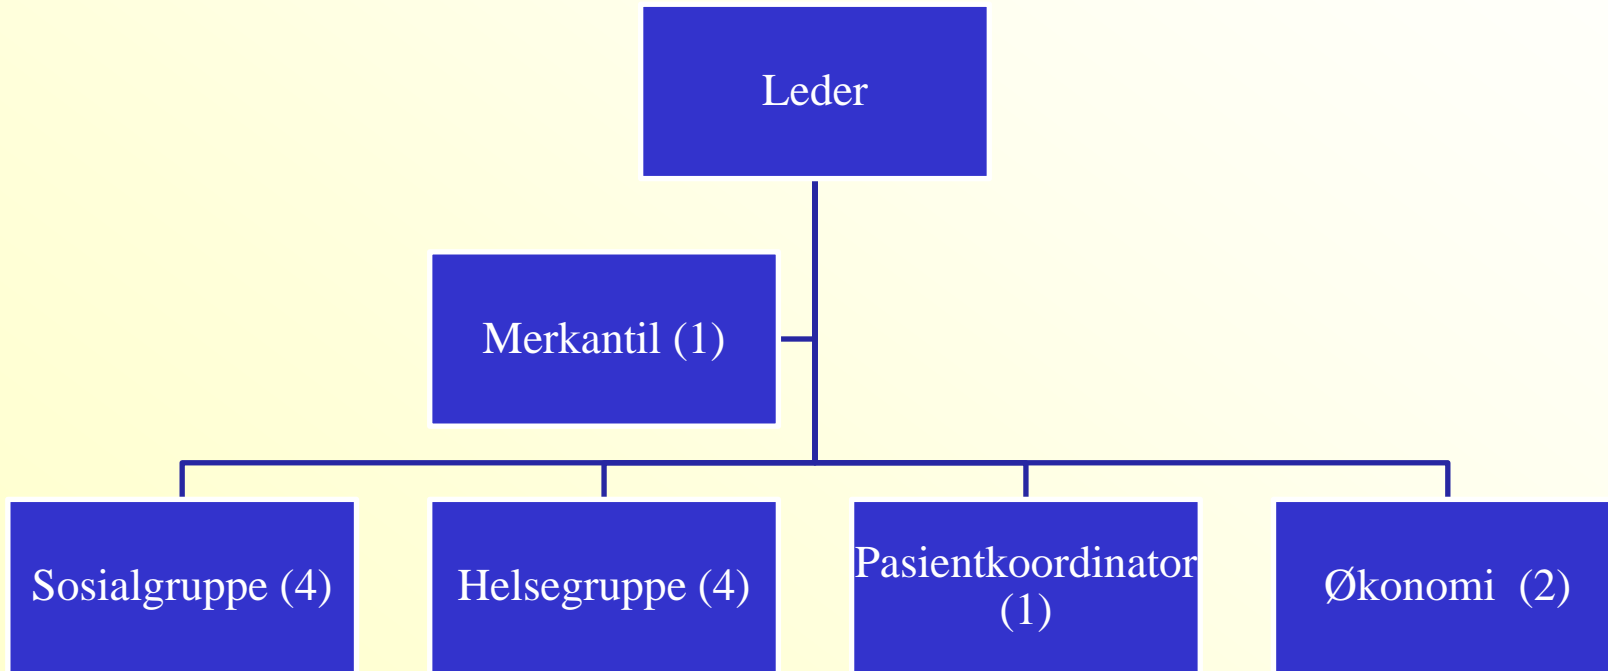 Leder
Merkantil (1)
Sosialgruppe (4)
Helsegruppe (4)
Pasientkoordinator
(1)
Økonomi (2)